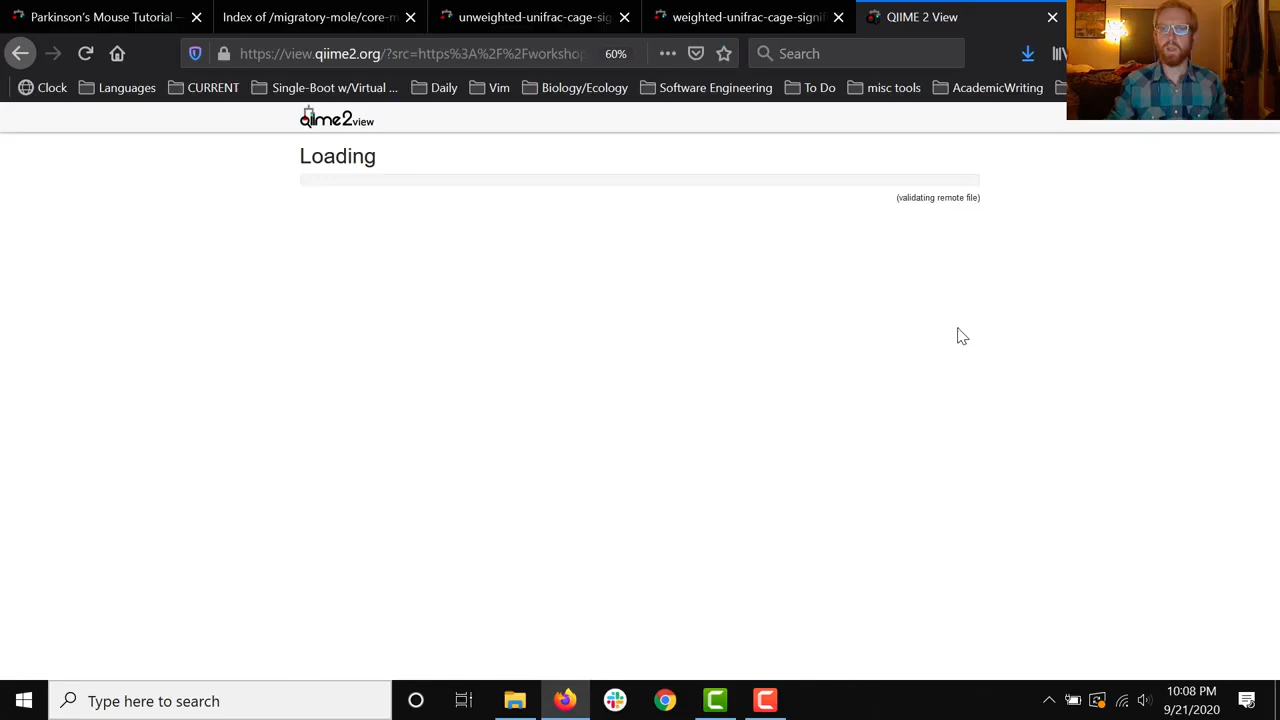 Parkinson's Mouse Tutorial
Index of /migratory-mole/core-m
unweighted-unifrac-cage-sig
weighted-unifrac-cage-signif
QIIME 2 View
https://view.qiime2.org/?src=https%3A%2F%2Fworkshop
60%
Search
Clock
Languages
CURRENT
Single-Boot w/Virtual
Daily
Vim
Biology/Ecology
Software Engineering
To Do
misc tools
AcademicWriting
qiime2view
Loading
(validating remote file)
Type here to search
10:08 PM
9/21/2020